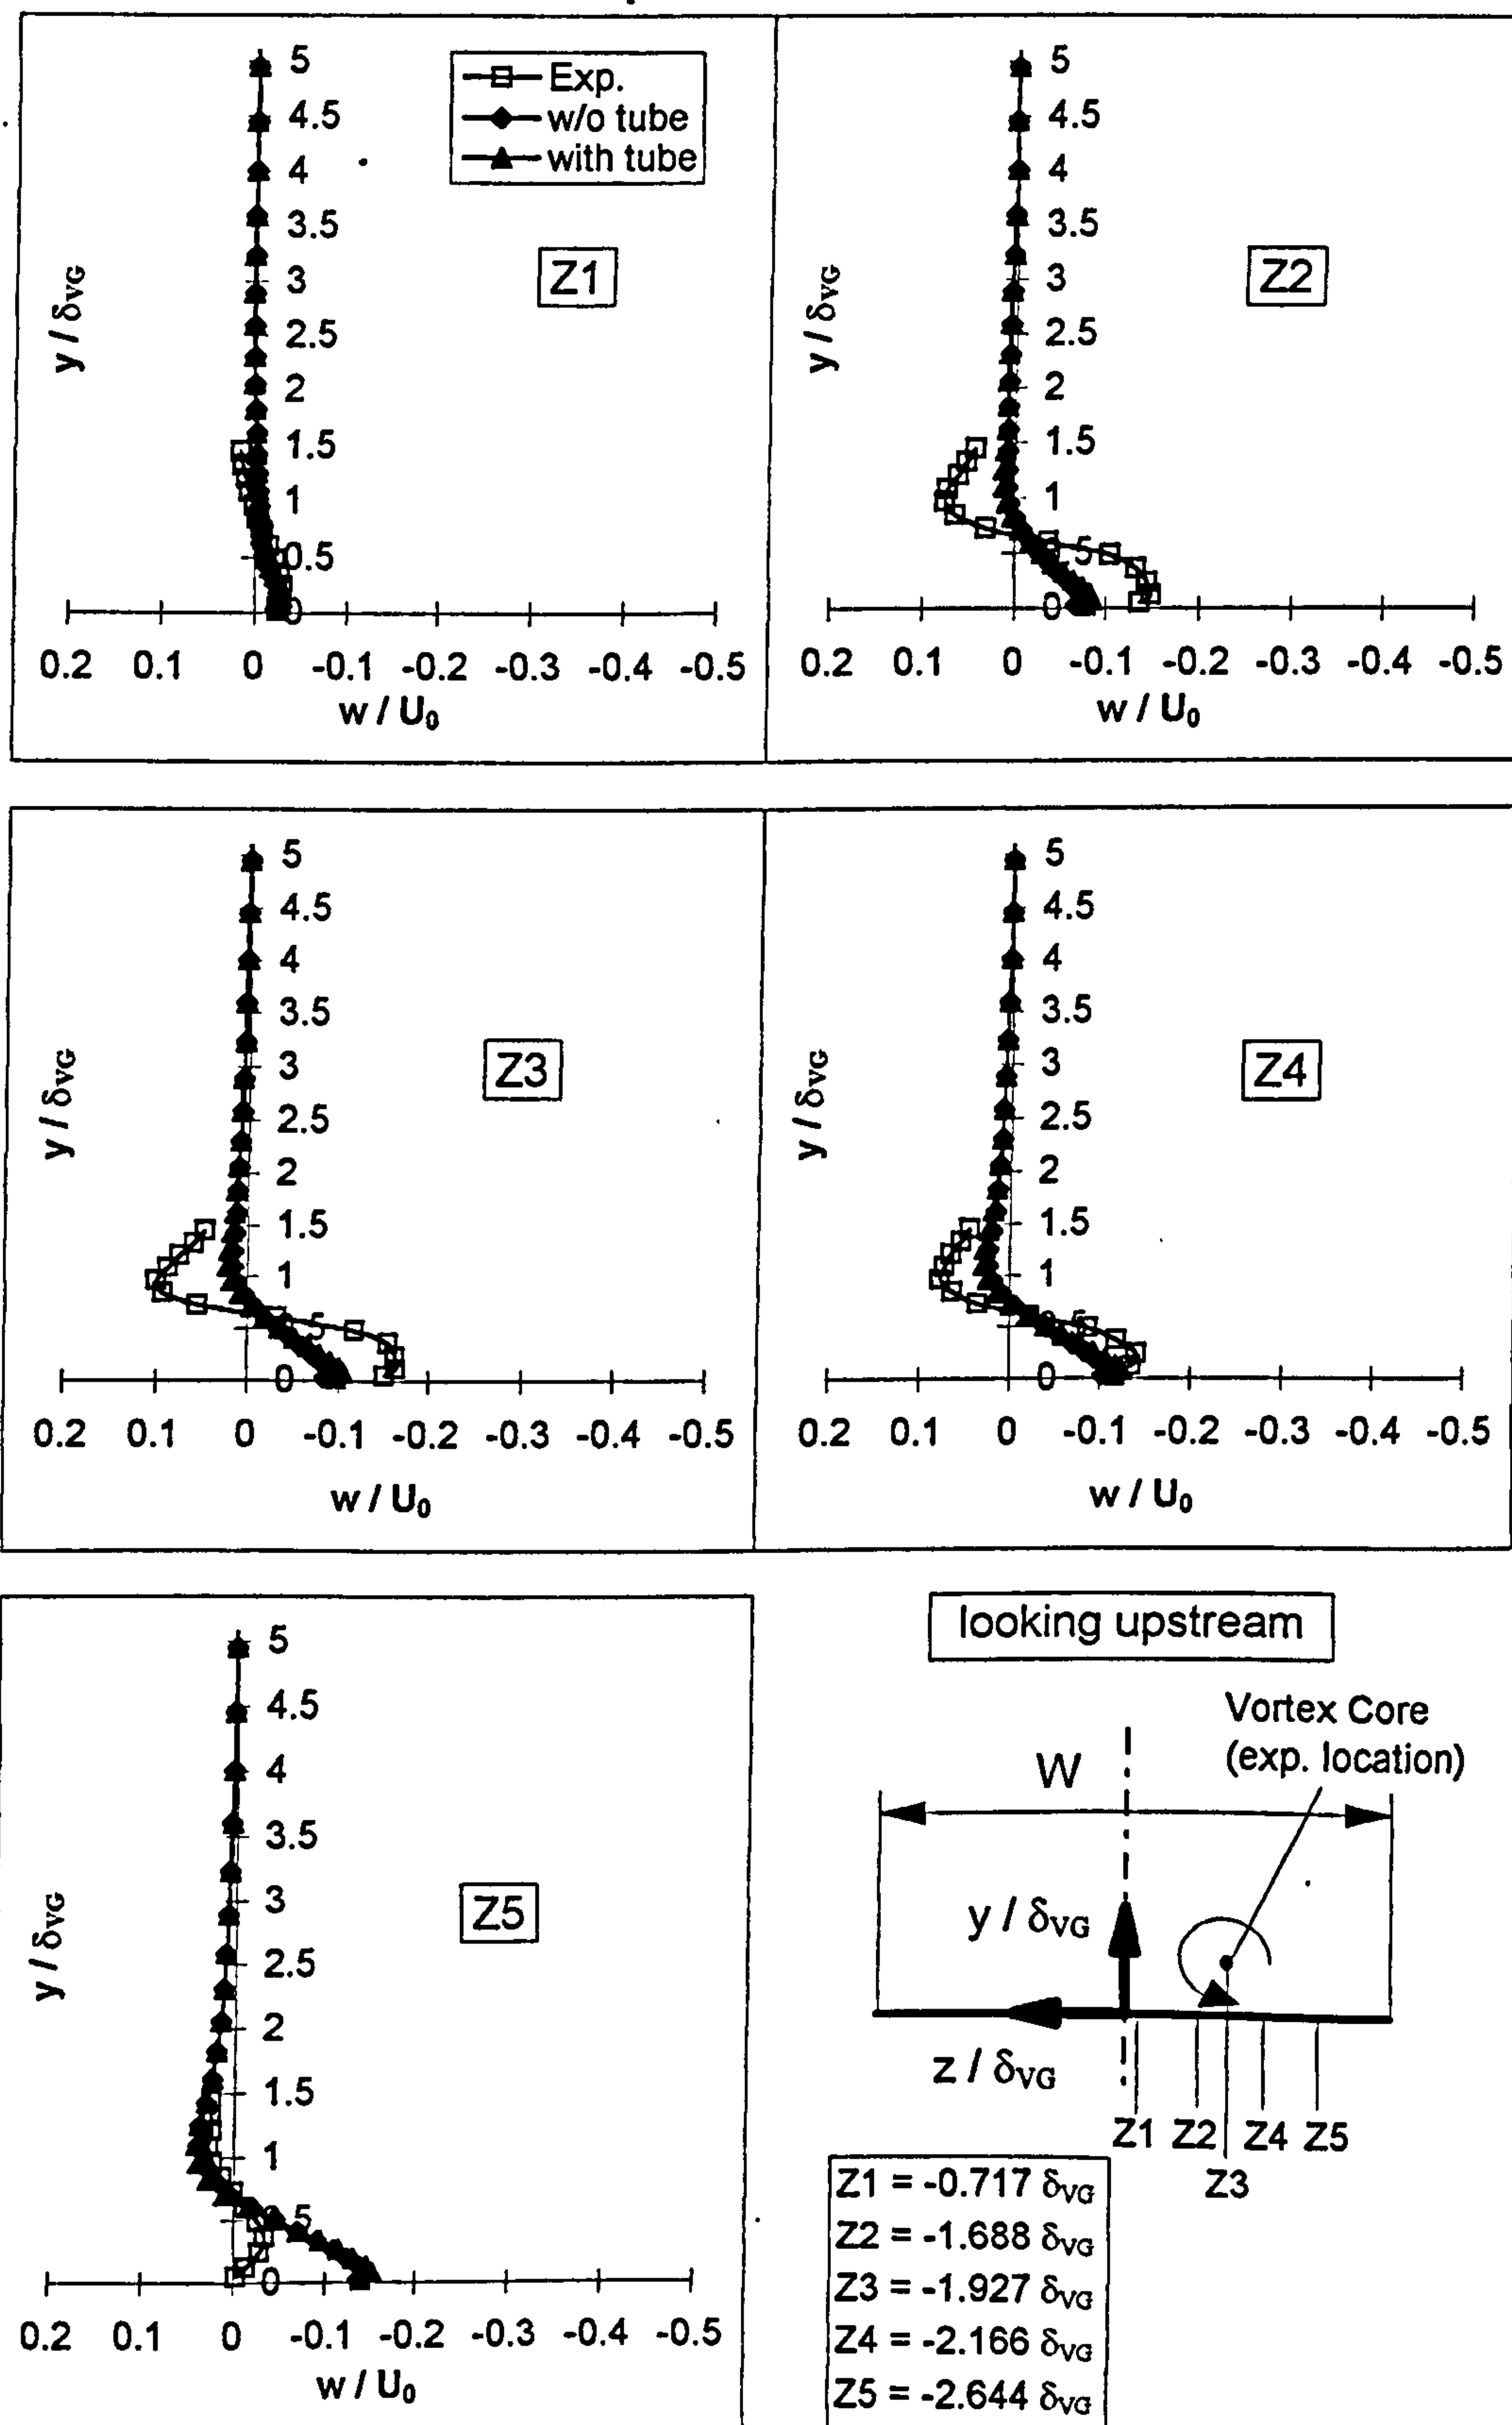 Exp.
w/o tube
with tube
5
4.5
4
3.5
3
2.5
2
1.5
1
0.5
0
y / δVG
Z1
0.2 0.1 0 -0.1 -0.2 -0.3 -0.4 -0.5
w / U0
5
4.5
4
3.5
3
2.5
2
1.5
1
5
0
y / δVG
Z2
0.2 0.1 0 -0.1 -0.2 -0.3 -0.4 -0.5
w / U0
5
4.5
4
3.5
3
2.5
2
1.5
1
5
0
y / δVG
Z3
0.2 0.1 0 -0.1 -0.2 -0.3 -0.4 -0.5
w / U0
5
4.5
4
3.5
3
2.5
2
1.5
1
0
y / δVG
Z4
0.2 0.1 0 -0.1 -0.2 -0.3 -0.4 -0.5
w / U0
5
4.5
4
3.5
3
2.5
2
1.5
1
5
0
y / δVG
Z5
0.2 0.1 0 -0.1 -0.2 -0.3 -0.4 -0.5
w / U0
looking upstream
Vortex Core
(exp. location)
W
y / δVG
z / δVG
Z1 Z2 Z4 Z5
Z3
Z1 = -0.717 δVG
Z2 = -1.688 δVG
Z3 = -1.927 δVG
Z4 = -2.166 δVG
Z5 = -2.644 δVG